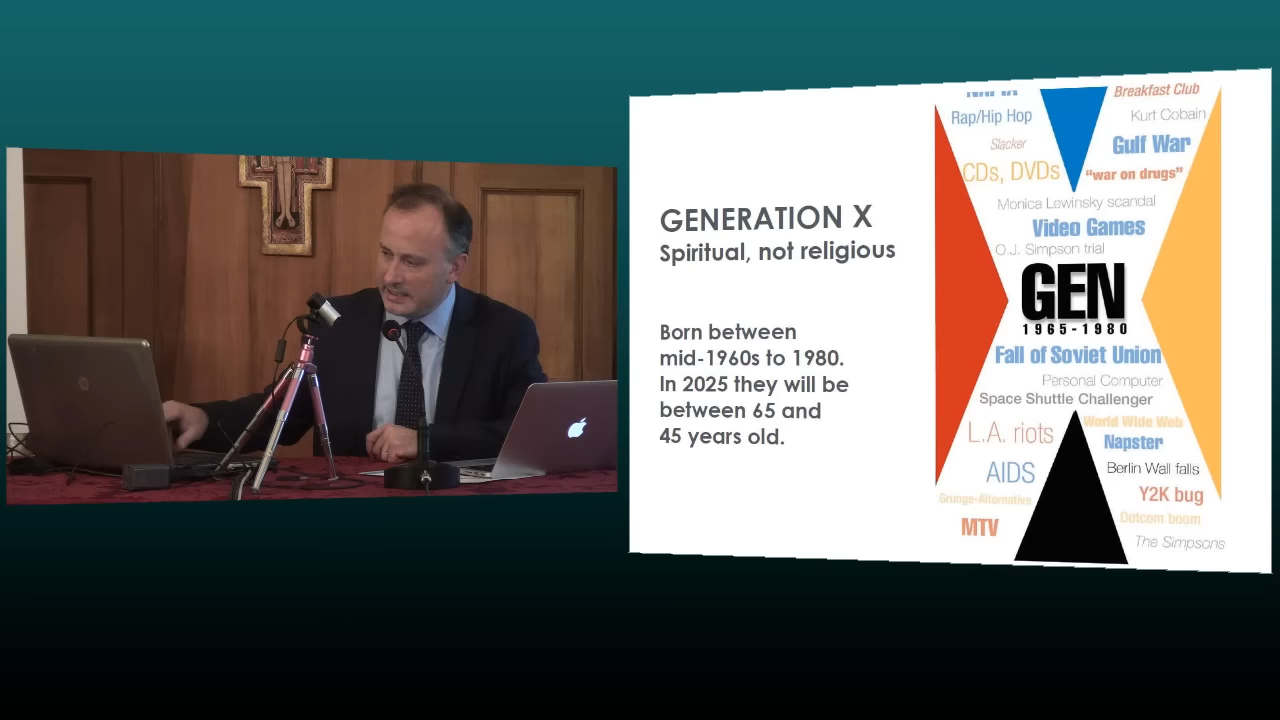 GENERATION X
Spiritual, not religious
Born between
mid-1960s to 1980.
In 2025 they will be
between 65 and
45 years old.
Breakfast Club
Rap/Hip Hop
Kurt Cobain
Slacker
Gulf War
CDs, DVDs
“war on drugs”
Monica Lewinsky scandal
Video Games
O.J. Simpson trial
GEN
1965-1980
Fall of Soviet Union
Personal Computer
Space Shuttle Challenger
World Wide Web
L.A. riots
Napster
AIDS
Berlin Wall falls
Grunge-Alternative
Y2K bug
MTV
Dotcom boom
The Simpsons